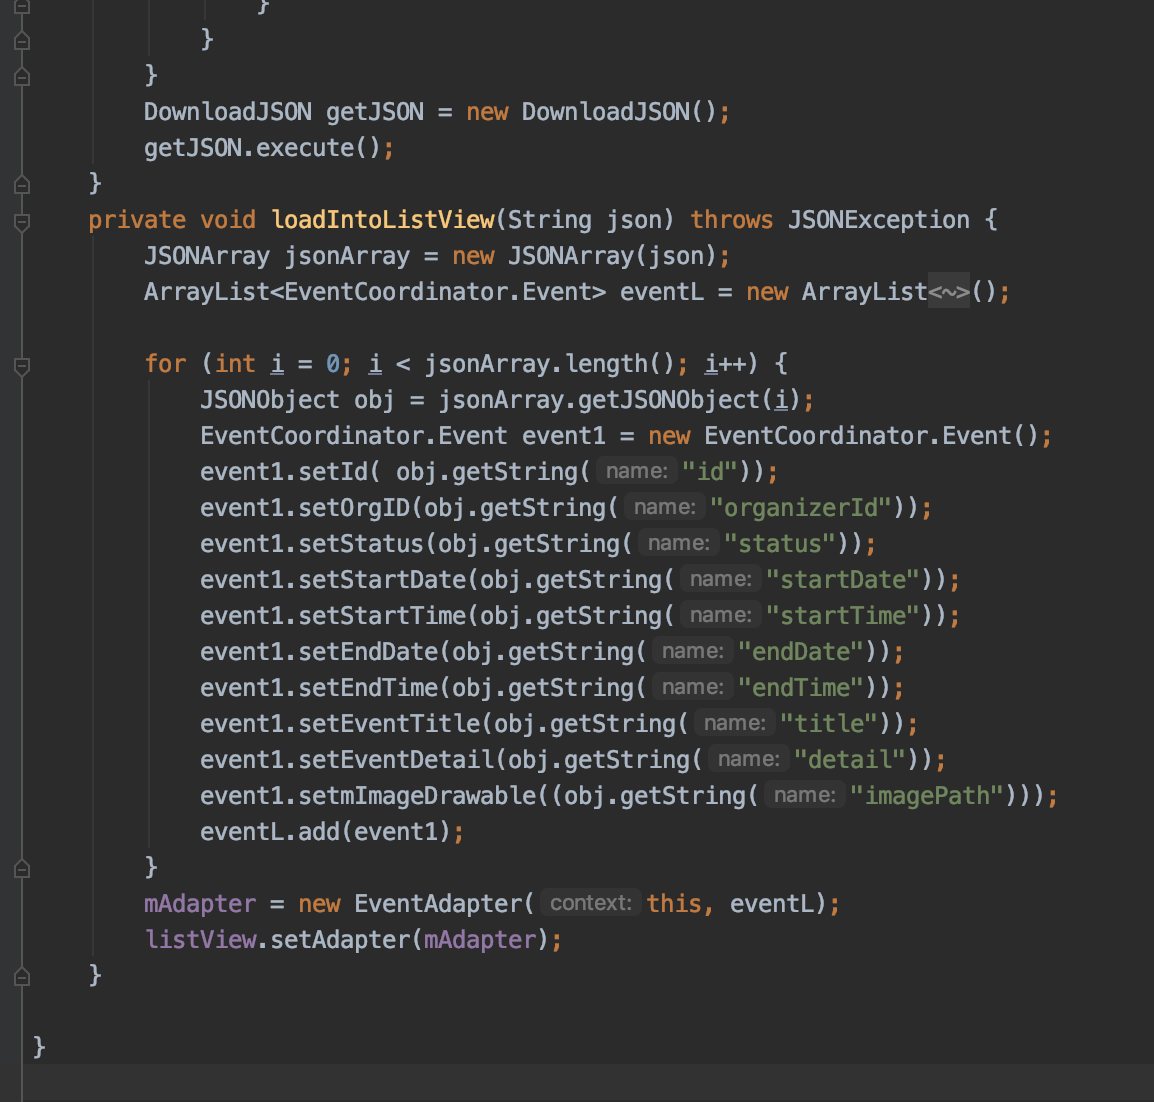 }
}
}
DownloadJSON getJSON = new DownloadJSON();
getJSON.execute();
}
private void loadIntoListView(String json) throws JSONException {
JSONArray jsonArray = new JSONArray(json);
ArrayList<EventCoordinator.Event> eventL = new ArrayList<~>();
for (int i = 0; i < jsonArray.length(); i++) {
JSONObject obj = jsonArray.getJSONObject(i);
EventCoordinator.Event event1 = new EventCoordinator.Event();
event1.setId( obj.getString( name: "id"));
event1.setOrgID(obj.getString( name: "organizerId"));
event1.setStatus(obj.getString( name: "status"));
event1.setStartDate(obj.getString( name: "startDate"));
event1.setStartTime(obj.getString( name: "startTime"));
event1.setEndDate(obj.getString( name: "endDate"));
event1.setEndTime(obj.getString( name: "endTime"));
event1.setEventTitle(obj.getString( name: "title"));
event1.setEventDetail(obj.getString( name: "detail"));
event1.setmImageDrawable((obj.getString( name: "imagePath")));
eventL.add(event1);
}
mAdapter = new EventAdapter( context: this, eventL);
listView.setAdapter(mAdapter);
}
}